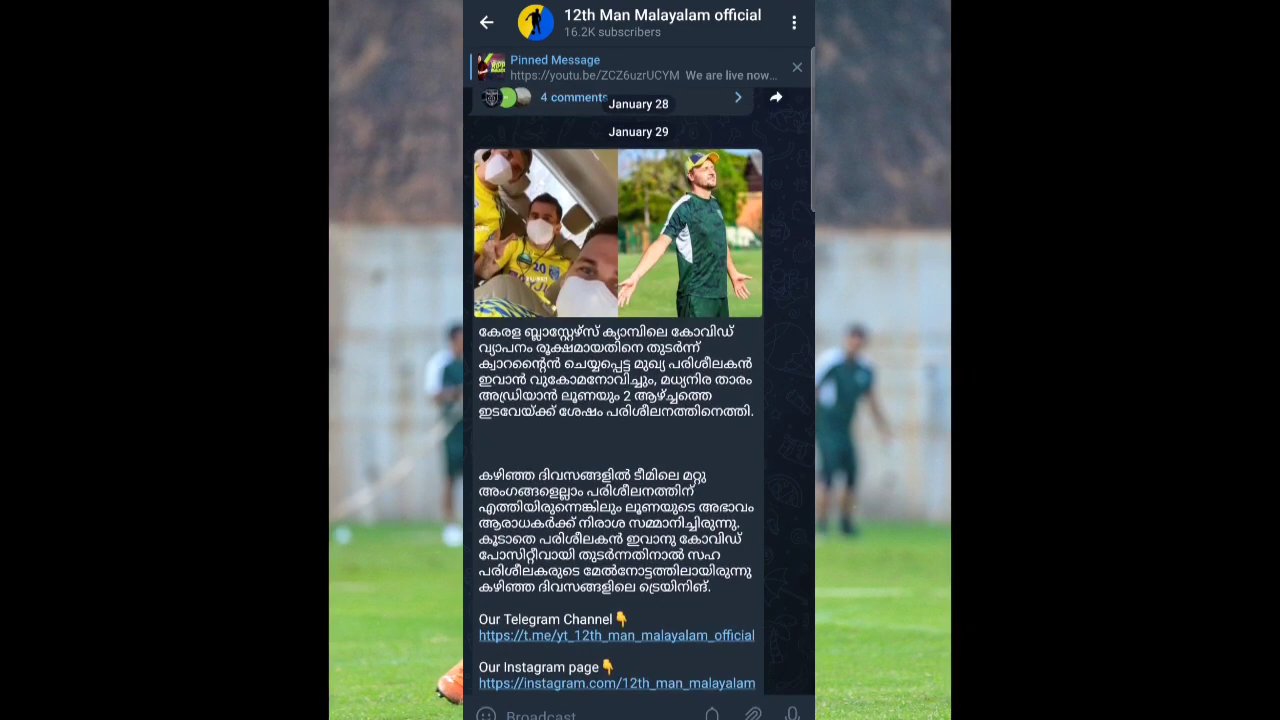 12th Man Malayalam official
16.2K subscribers
Pinned Message
https://youtu.be/ZCZ6uzrUCYM We are live now...
4 comments
January 28
January 29
20
കേരള ബ്ലാസ്റ്റേഴ്സ് ക്യാമ്പിലെ കോവിഡ്
വ്യാപനം രൂക്ഷമായതിനെ തുടർന്ന്
ക്വാറന്റൈൻ ചെയ്യപ്പെട്ട മുഖ്യ പരിശീലകൻ
ഇവാൻ വുകോമനോവിച്ചും, മധ്യനിര താരം
അഡ്രിയാൻ ലൂണയും 2 ആഴ്ച്ചത്തെ
ഇടവേയ്ക്ക് ശേഷം പരിശീലനത്തിനെത്തി.
കഴിഞ്ഞ ദിവസങ്ങളിൽ ടീമിലെ മറ്റു
അംഗങ്ങളെല്ലാം പരിശീലനത്തിന്
എത്തിയിരുന്നെങ്കിലും ലൂണയുടെ അഭാവം
ആരാധകർക്ക് നിരാശ സമ്മാനിച്ചിരുന്നു.
കൂടാതെ പരിശീലകൻ ഇവാനു കോവിഡ്
പോസിറ്റീവായി തുടർന്നതിനാൽ സഹ
പരിശീലകരുടെ മേൽനോട്ടത്തിലായിരുന്നു
കഴിഞ്ഞ ദിവസങ്ങളിലെ ട്രെയിനിങ്.
Our Telegram Channel👇
https://t.me/yt_12th_man_malayalam_official
Our Instagram page👇
https://instagram.com/12th_man_malayalam
Broadcast